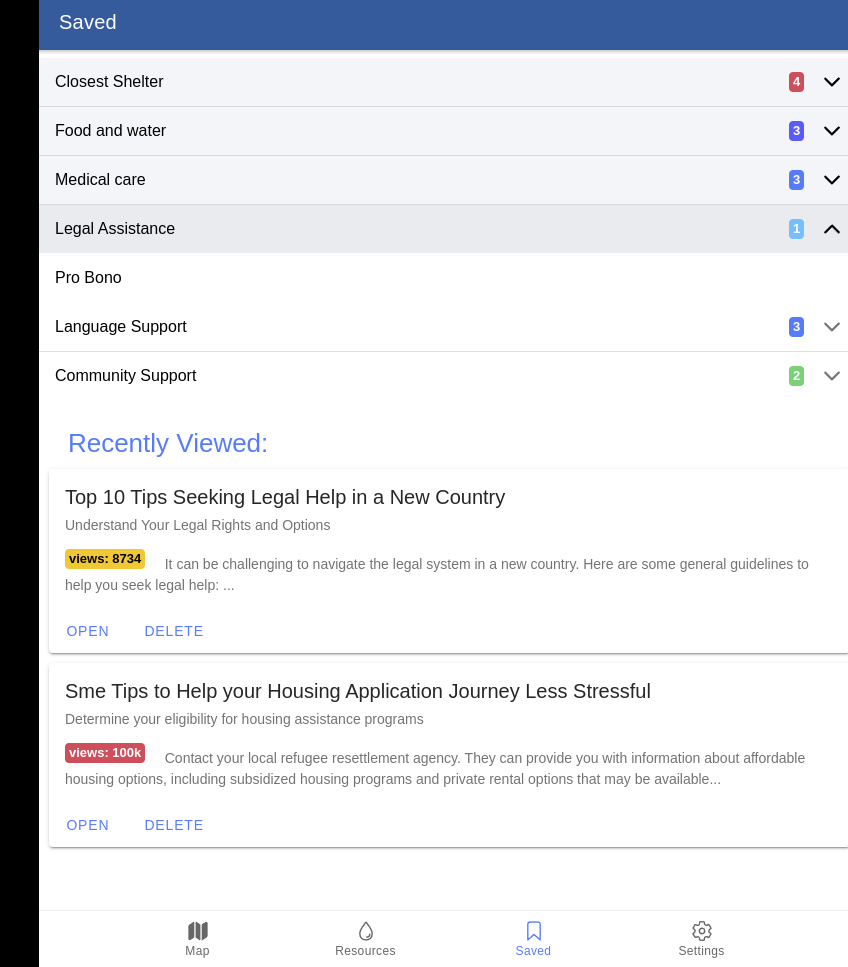 Saved
Closest Shelter 4
Food and water 3
Medical care 3
Legal Assistance 1
Pro Bono
Language Support 3
Community Support 2
Recently Viewed:
Top 10 Tips Seeking Legal Help in a New Country
Understand Your Legal Rights and Options
views: 8734 It can be challenging to navigate the legal system in a new country. Here are some general guidelines to
help you seek legal help: ...
OPEN DELETE
Sme Tips to Help your Housing Application Journey Less Stressful
Determine your eligibility for housing assistance programs
views: 100k Contact your local refugee resettlement agency. They can provide you with information about affordable
housing options, including subsidized housing programs and private rental options that may be available...
OPEN DELETE
Map Resources Saved Settings